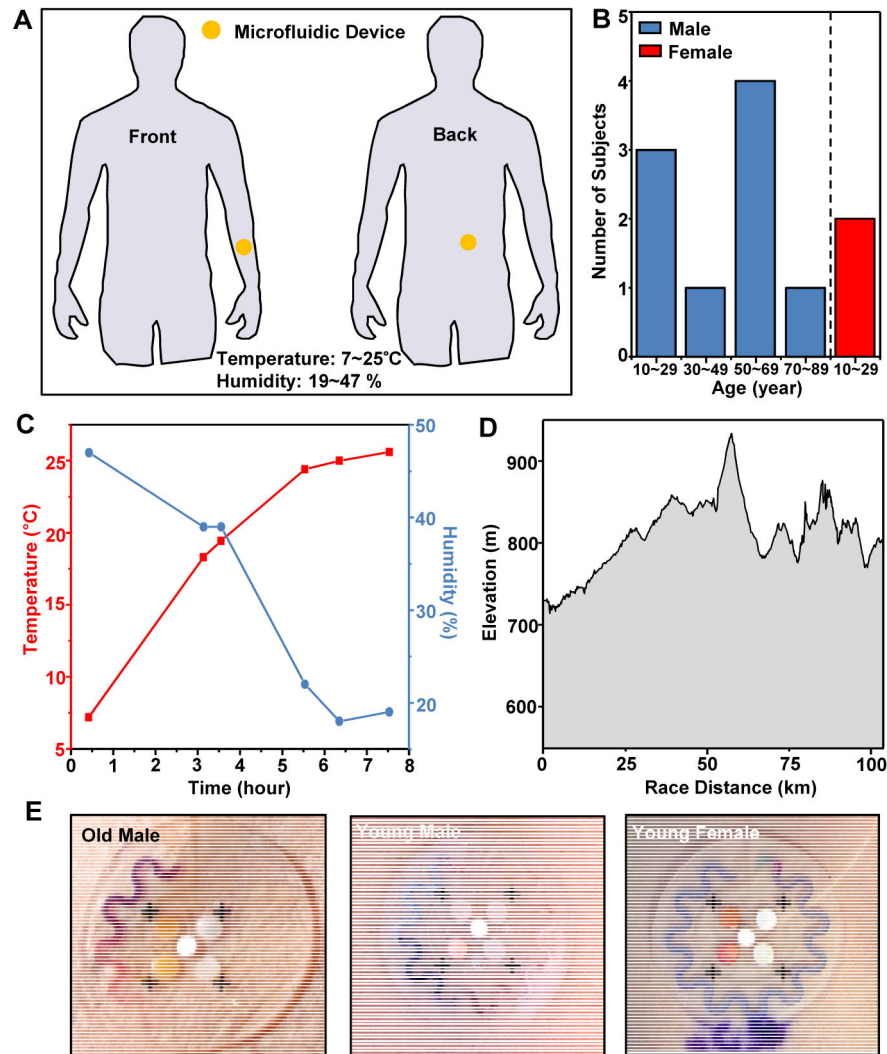 A
Microfluidic Device
Front
Back
Temperature: 7~25°C
Humidity: 19~47 %
B
Male
Female
Number of Subjects
5
4
3
2
1
0
10~29 30~49 50~69 70~89 10~29
Age (year)
C
Temperature (°C)
25
20
15
10
5
50
40
30
20
Humidity (%)
0 1 2 3 4 5 6 7 8
Time (hour)
D
Elevation (m)
900
800
700
600
0 25 50 75 100
Race Distance (km)
E
Old Male
Young Male
Young Female